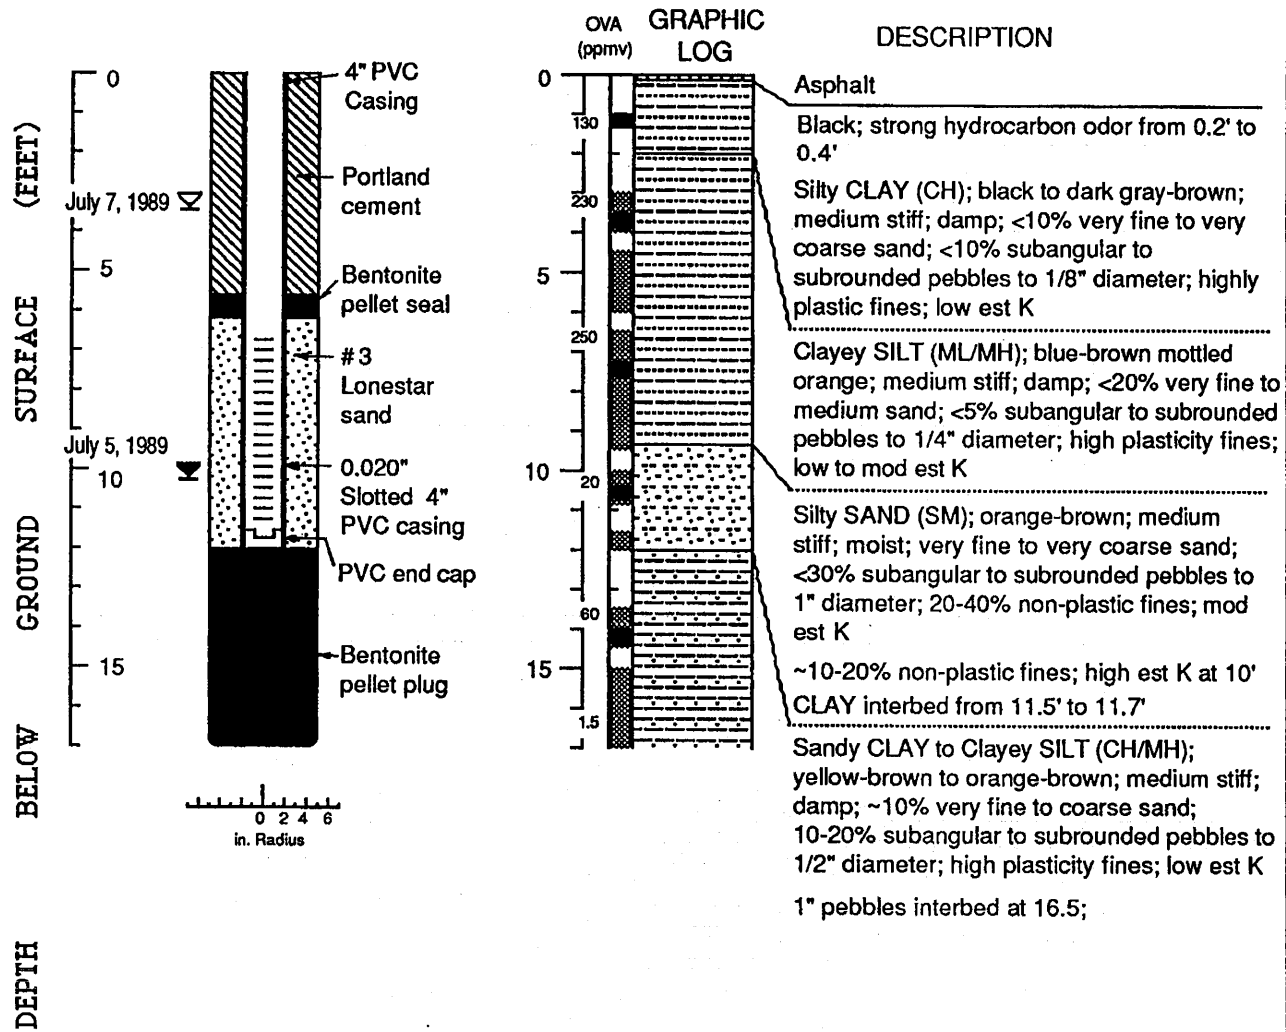 DEPTH BELOW GROUND SURFACE (FEET)
0
5
10
15
July 7, 1989
July 5, 1989
4" PVC
Casing
Portland
cement
Bentonite
pellet seal
#3
Lonestar
sand
0.020"
Slotted 4"
PVC casing
PVC end cap
Bentonite
pellet plug
0 2 4 6
in. Radius
OVA
(ppmv)
0
130
230
5
250
10
20
60
15
1.5
GRAPHIC
LOG
DESCRIPTION
Asphalt
Black; strong hydrocarbon odor from 0.2' to
0.4'
Silty CLAY (CH); black to dark gray-brown;
medium stiff; damp; <10% very fine to very
coarse sand; <10% subangular to
subrounded pebbles to 1/8" diameter; highly
plastic fines; low est K
Clayey SILT (ML/MH); blue-brown mottled
orange; medium stiff; damp; <20% very fine to
medium sand; <5% subangular to subrounded
pebbles to 1/4" diameter; high plasticity fines;
low to mod est K
Silty SAND (SM); orange-brown; medium
stiff; moist; very fine to very coarse sand;
<30% subangular to subrounded pebbles to
1" diameter; 20-40% non-plastic fines; mod
est K
~10-20% non-plastic fines; high est K at 10'
CLAY interbed from 11.5' to 11.7'
Sandy CLAY to Clayey SILT (CH/MH);
yellow-brown to orange-brown; medium stiff;
damp; ~10% very fine to coarse sand;
10-20% subangular to subrounded pebbles to
1/2" diameter; high plasticity fines; low est K
1" pebbles interbed at 16.5;